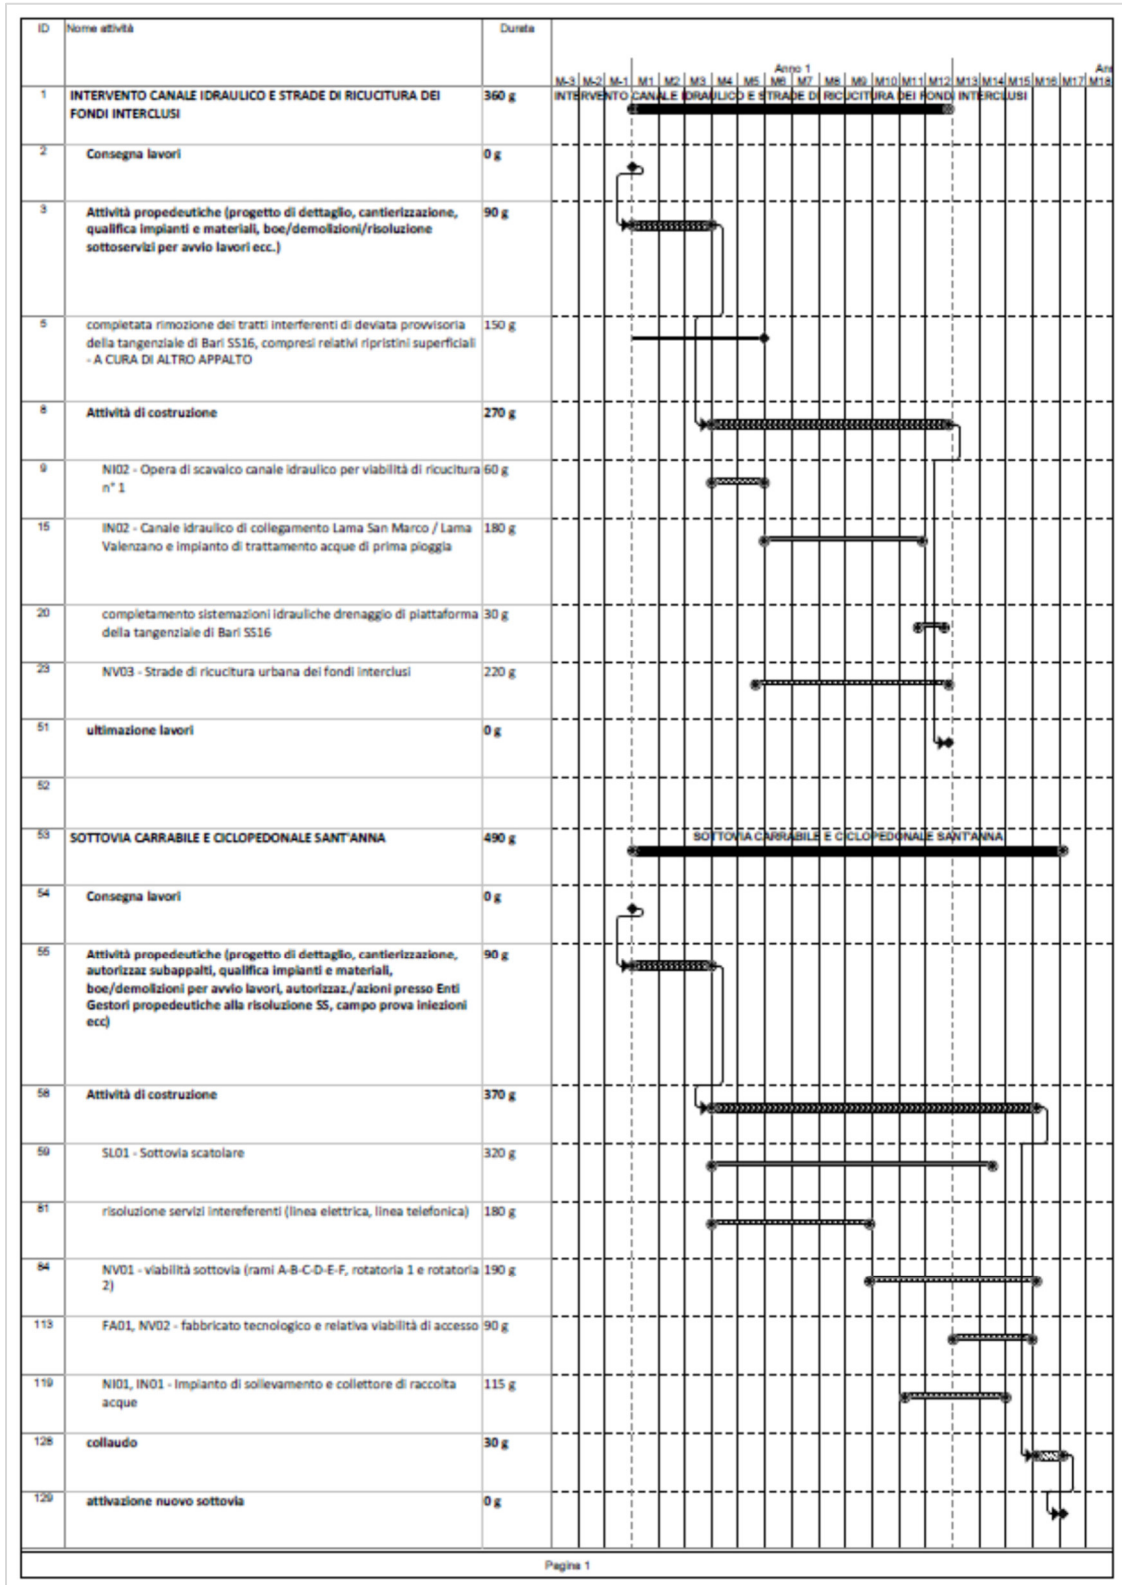 ID Nome attività Durata
Anno 1
M-3 M-2 M-1 M1 M2 M3 M4 M5 M6 M7 M8 M9 M10 M11 M12 M13 M14 M15 M16 M17 M18
1 INTERVENTO CANALE IDRAULICO E STRADE DI RICUCITURA DEI 360 g INTERVENTO CANALE IDRAULICO E STRADE DI RICUCITURA DEI FONDI INTERCLUSI
FONDI INTERCLUSI
2 Consegna lavori 0 g
3 Attività propedeutiche (progetto di dettaglio, cantierizzazione, 90 g
qualifica impianti e materiali, boe/demolizioni/risoluzione
sottoservizi per avvio lavori ecc.)
5 completata rimozione dei tratti interferenti di deviata provvisoria 150 g
della tangenziale di Bari SS16, compresi relativi ripristini superficiali
- A CURA DI ALTRO APPALTO
8 Attività di costruzione 270 g
9 NI02 - Opera di scavalco canale idraulico per viabilità di ricucitura 60 g
n° 1
15 IN02 - Canale idraulico di collegamento Lama San Marco / Lama 180 g
Valenzano e impianto di trattamento acque di prima pioggia
20 completamento sistemazioni idrauliche drenaggio di piattaforma 30 g
della tangenziale di Bari SS16
23 NV03 - Strade di ricucitura urbana dei fondi interclusi 220 g
51 ultimazione lavori 0 g
52
53 SOTTOVIA CARRABILE E CICLOPEDONALE SANT'ANNA 490 g SOTTOVIA CARRABILE E CICLOPEDONALE SANT'ANNA
54 Consegna lavori 0 g
55 Attività propedeutiche (progetto di dettaglio, cantierizzazione, 90 g
autorizzaz subappalti, qualifica impianti e materiali,
boe/demolizioni per avvio lavori, autorizzaz./azioni presso Enti
Gestori propedeutiche alla risoluzione SS, campo prova iniezioni
ecc)
58 Attività di costruzione 370 g
59 SL01 - Sottovia scatolare 320 g
81 risoluzione servizi intereferenti (linea elettrica, linea telefonica) 180 g
84 NV01 - viabilità sottovia (rami A-B-C-D-E-F, rotatoria 1 e rotatoria 190 g
2)
113 FA01, NV02 - fabbricato tecnologico e relativa viabilità di accesso 90 g
119 NI01, IN01 - Impianto di sollevamento e collettore di raccolta 115 g
acque
128 collaudo 30 g
129 attivazione nuovo sottovia 0 g
Pagina 1